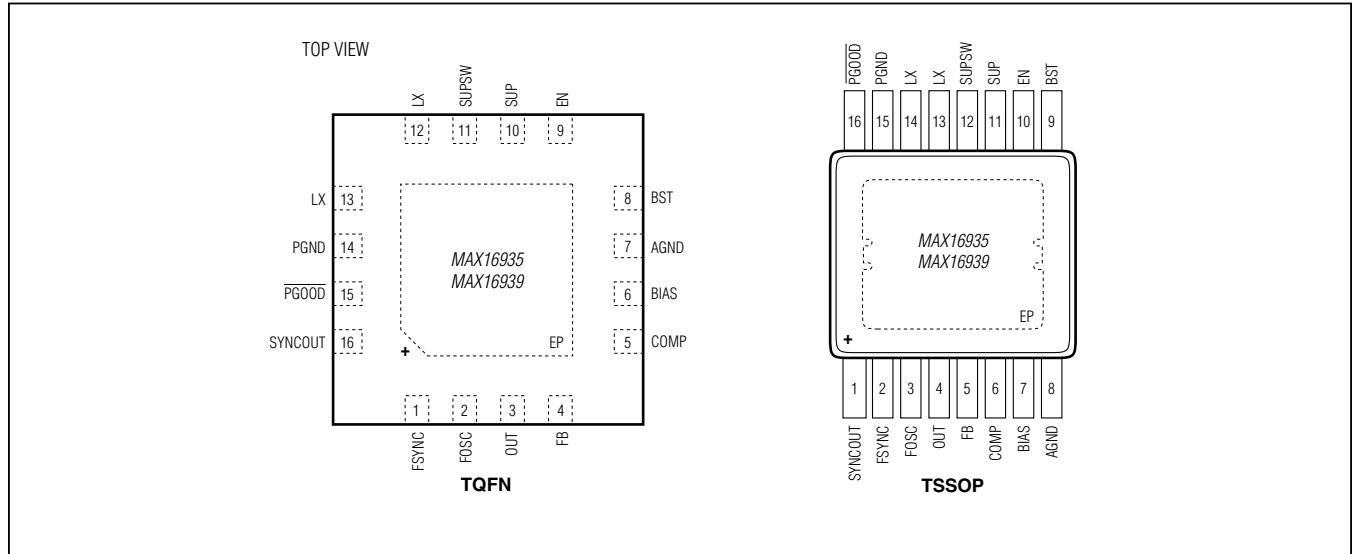 TOP VIEW
LX
SUPSW
SUP
EN
12
11
10
9
LX 13
PGND 14
PGOOD 15
SYNCOUT 16
8 BST
7 AGND
6 BIAS
5 COMP
MAX16935
MAX16939
EP
+
1
2
3
4
FSYNC
FOSC
OUT
FB
TQFN
PGOOD
PGND
LX
LX
SUPSW
SUP
EN
BST
16
15
14
13
12
11
10
9
MAX16935
MAX16939
EP
+
1
2
3
4
5
6
7
8
SYNCOUT
FSYNC
FOSC
OUT
FB
COMP
BIAS
AGND
TSSOP